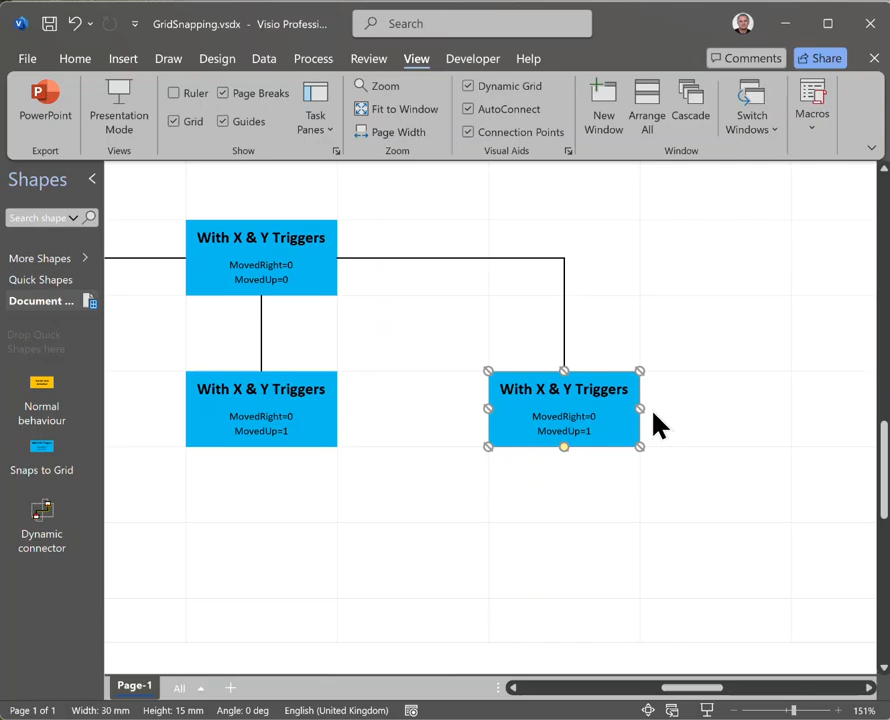 GridSnapping.vsdx - Visio Professi...
Search
File Home Insert Draw Design Data Process Review View Developer Help
Comments
Share
PowerPoint
Export
Presentation
Mode
Views
Ruler
Page Breaks
Grid
Guides
Task
Panes
Show
Zoom
Fit to Window
Page Width
Zoom
Dynamic Grid
AutoConnect
Connection Points
Visual Aids
New
Window
Arrange
All
Cascade
Switch
Windows
Window
Macros
Shapes
Search shape
More Shapes
Quick Shapes
Document ...
Drop Quick
Shapes here
Normal
behaviour
Snaps to Grid
Dynamic
connector
With X & Y Triggers
MovedRight=0
MovedUp=0
With X & Y Triggers
MovedRight=0
MovedUp=1
With X & Y Triggers
MovedRight=0
MovedUp=1
Page-1
All
Page 1 of 1 Width: 30 mm Height: 15 mm Angle: 0 deg English (United Kingdom)
151%